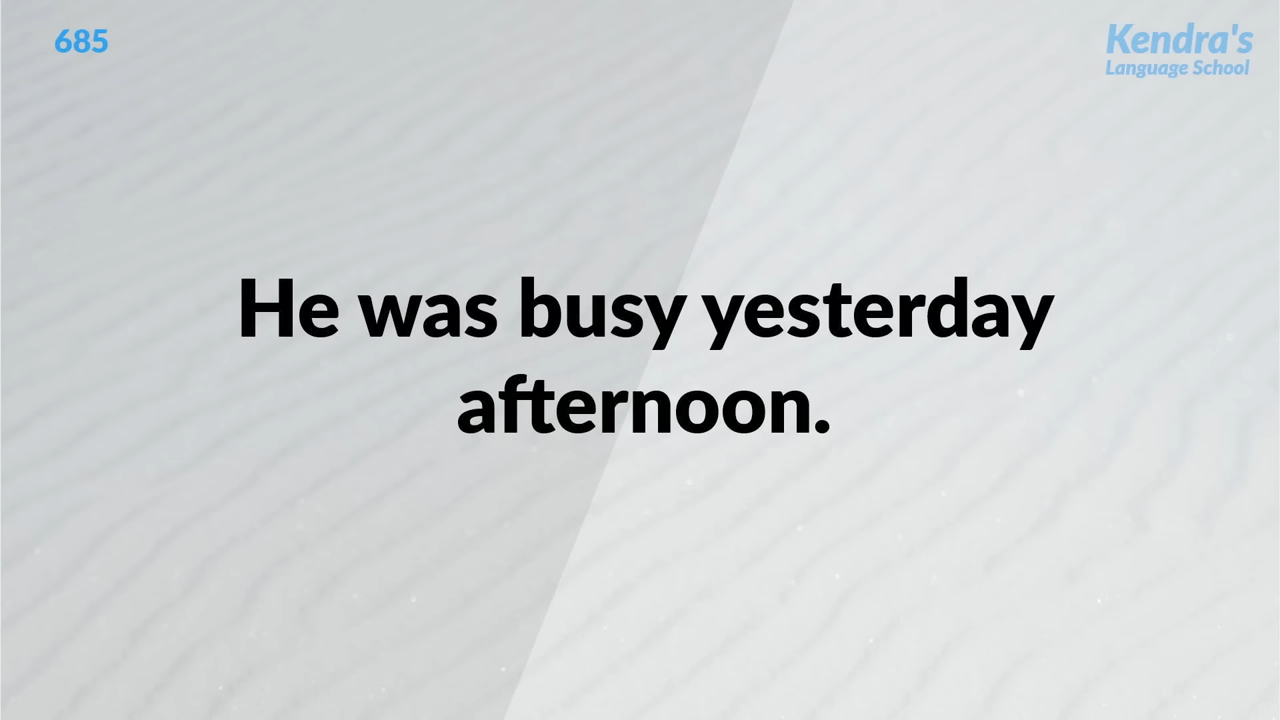 685
Kendra's
Language School
He was busy yesterday
afternoon.